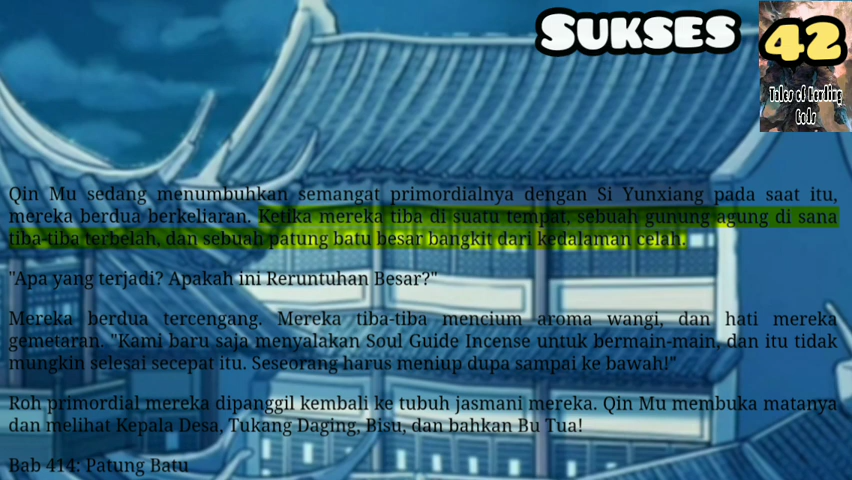 SUKSES
42
Tales of Herding
Gods
Qin Mu sedang menumbuhkan semangat primordialnya dengan Si Yunxiang pada saat itu,
mereka berdua berkeliaran. Ketika mereka tiba di suatu tempat, sebuah gunung agung di sana
tiba-tiba terbelah, dan sebuah patung batu besar bangkit dari kedalaman celah.
"Apa yang terjadi? Apakah ini Reruntuhan Besar?"
Mereka berdua tercengang. Mereka tiba-tiba mencium aroma wangi, dan hati mereka
gemetaran. "Kami baru saja menyalakan Soul Guide Incense untuk bermain-main, dan itu tidak
mungkin selesai secepat itu. Seseorang harus meniup dupa sampai ke bawah!"
Roh primordial mereka dipanggil kembali ke tubuh jasmani mereka. Qin Mu membuka matanya
dan melihat Kepala Desa, Tukang Daging, Bisu, dan bahkan Bu Tua!
Bab 414: Patung Batu